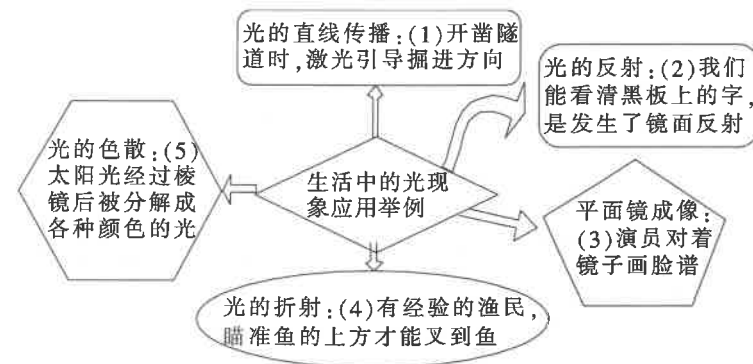 光的直线传播:(1)开凿隧
道时,激光引导掘进方向
光的反射:(2)我们
能看清黑板上的字,
是发生了镜面反射
光的色散:(5)
太阳光经过棱
镜后被分解成
各种颜色的光
生活中的光现
象应用举例
平面镜成像:
(3)演员对着
镜子画脸谱
光的折射:(4)有经验的渔民,
瞄准鱼的上方才能叉到鱼